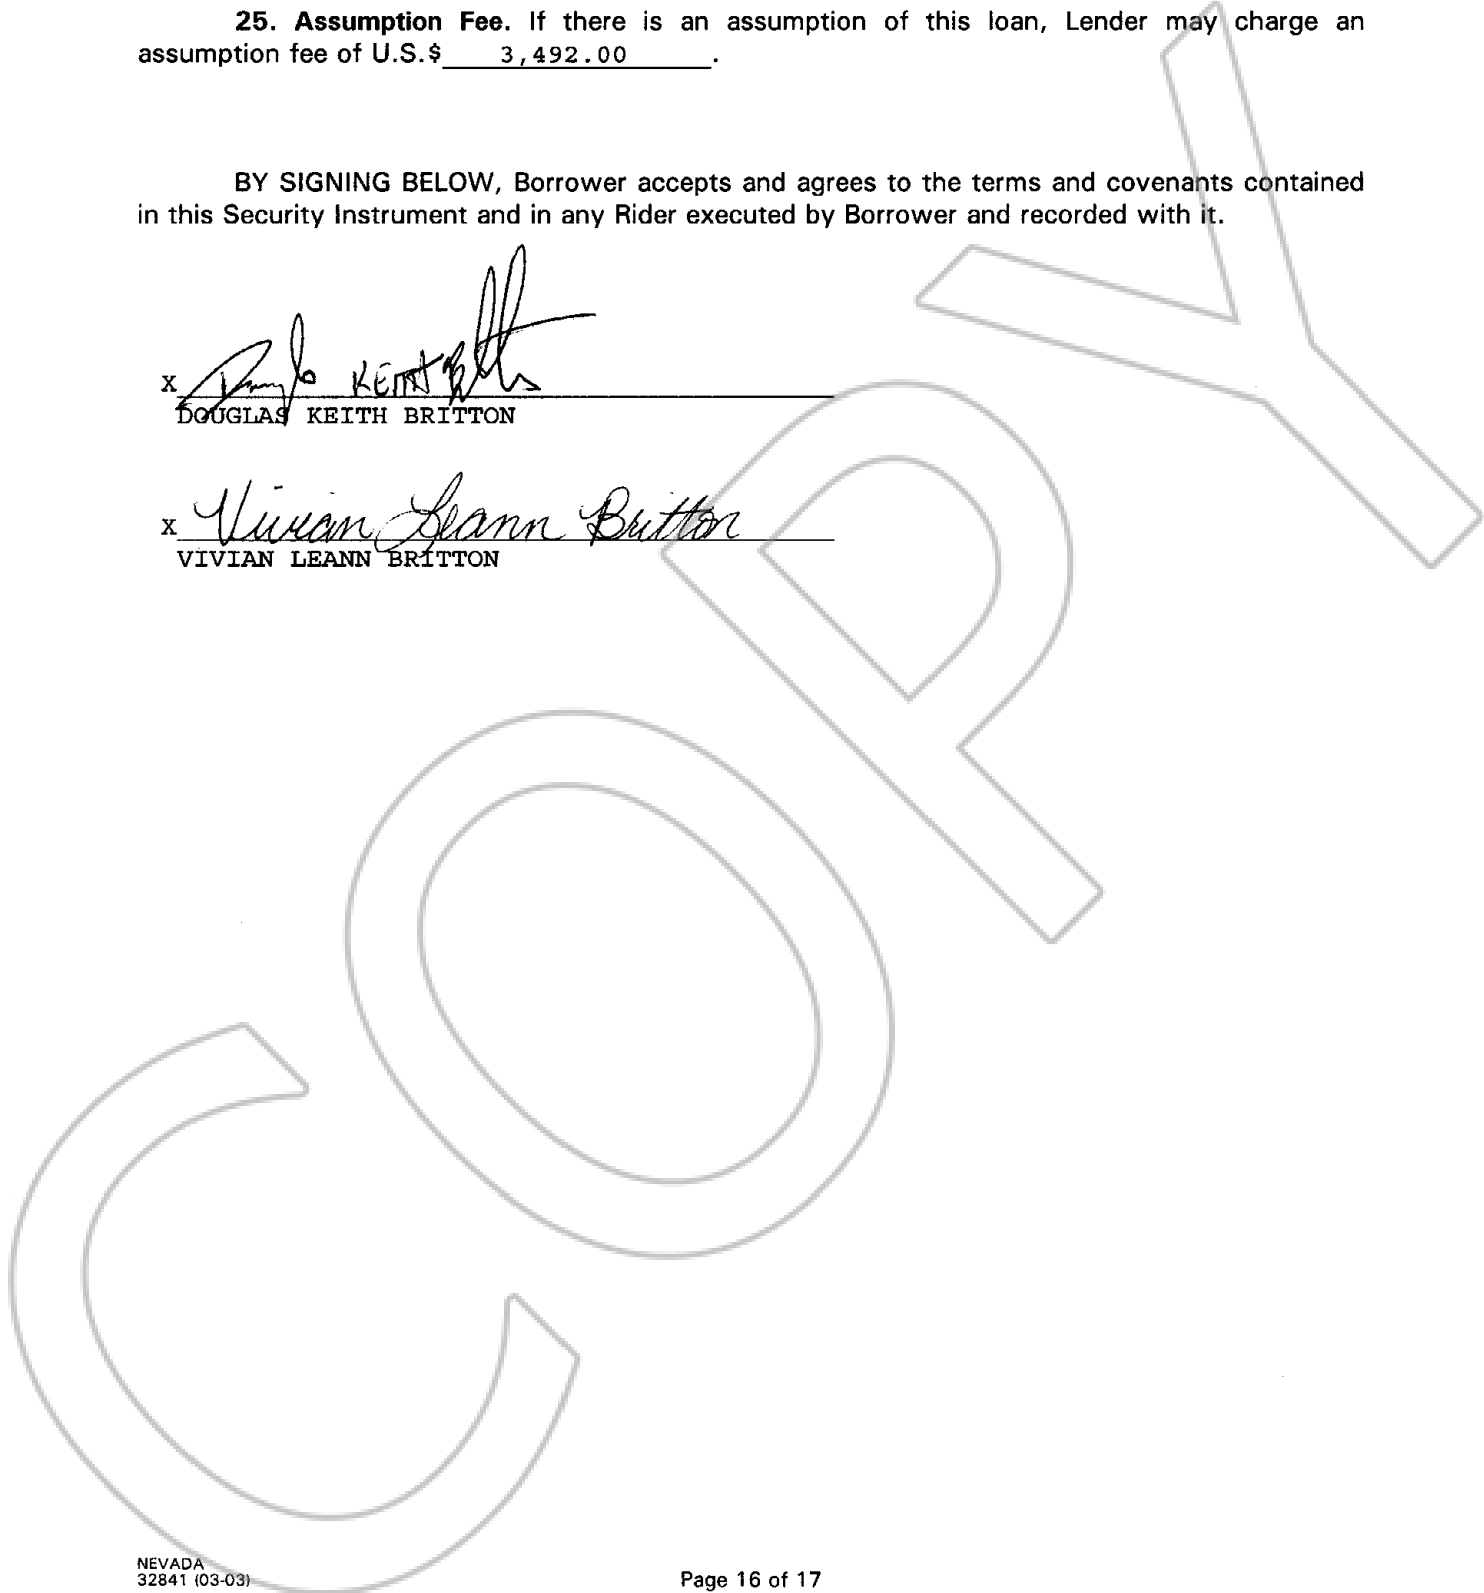 25. Assumption Fee. If there is an assumption of this loan, Lender may charge an
assumption fee of U.S.$ 3,492.00 .
BY SIGNING BELOW, Borrower accepts and agrees to the terms and covenants contained
in this Security Instrument and in any Rider executed by Borrower and recorded with it.
X Douglas KEITH Britton
DOUGLAS KEITH BRITTON
X Vivian Leann Britton
VIVIAN LEANN BRITTON
COPY
NEVADA
32841 (03-03)
Page 16 of 17